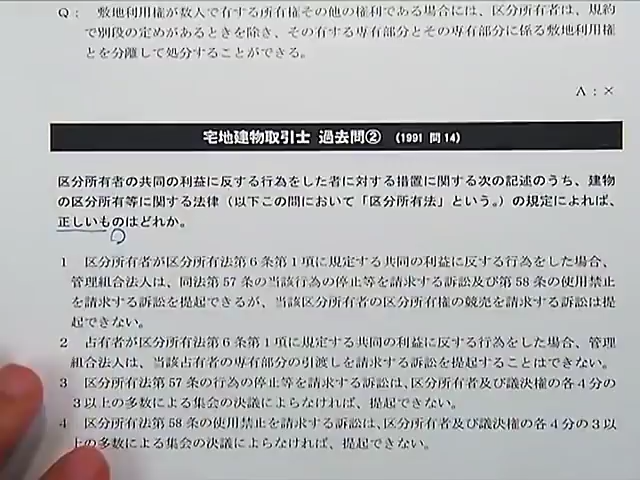 Q： 敷地利用権が数人で有する所有権その他の権利である場合には、区分所有者は、規約
で別段の定めがあるときを除き、その有する専有部分とその専有部分に係る敷地利用権
とを分離して処分することができる。
A：×
宅地建物取引士 過去問② （1991 問14）
区分所有者の共同の利益に反する行為をした者に対する措置に関する次の記述のうち、建物
の区分所有等に関する法律（以下この問において「区分所有法」という。）の規定によれば、
正しいものはどれか。
1 区分所有者が区分所有法第６条第１項に規定する共同の利益に反する行為をした場合、
管理組合法人は、同法第57条の当該行為の停止等を請求する訴訟及び第58条の使用禁止
を請求する訴訟を提起できるが、当該区分所有者の区分所有権の競売を請求する訴訟は提
起できない。
2 占有者が区分所有法第６条第１項に規定する共同の利益に反する行為をした場合、管理
組合法人は、当該占有者の専有部分の引渡しを請求する訴訟を提起することはできない。
3 区分所有法第57条の行為の停止等を請求する訴訟は、区分所有者及び議決権の各４分の
３以上の多数による集会の決議によらなければ、提起できない。
4 区分所有法第58条の使用禁止を請求する訴訟は、区分所有者及び議決権の各４分の３以
上の多数による集会の決議によらなければ、提起できない。